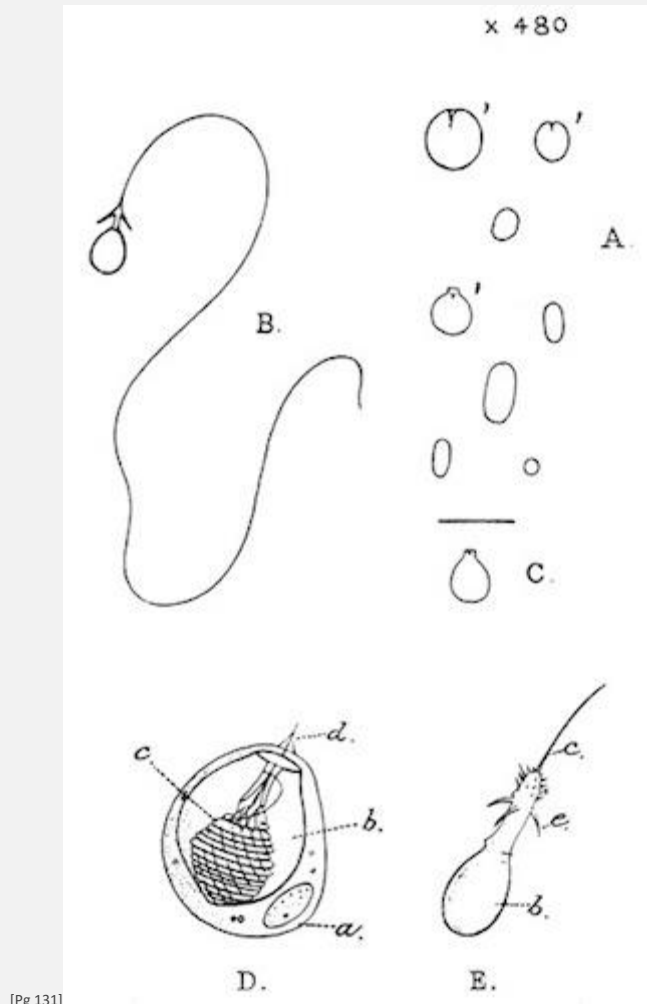 x 480
' '
A.
'
B.
C.
d.
c.
c.
b.
e.
b.
a.
D. E.
[Pg 131]